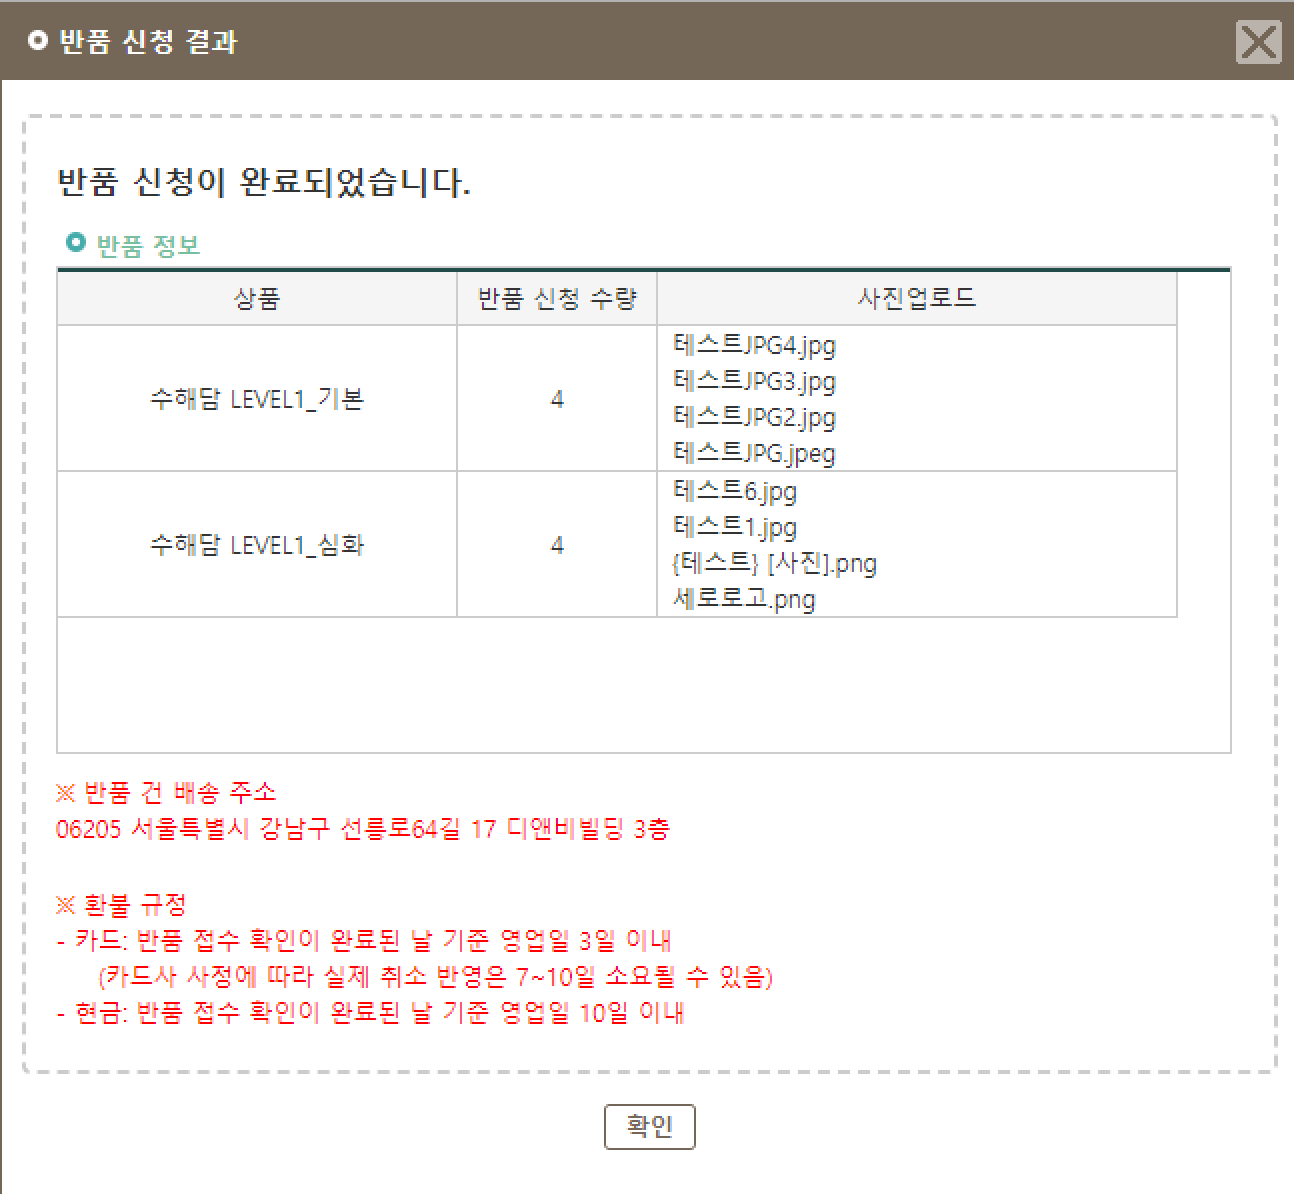 반품 신청 결과
반품 신청이 완료되었습니다.
반품 정보
상품 반품 신청 수량 사진업로드
수해담 LEVEL1_기본 4
테스트JPG4.jpg
테스트JPG3.jpg
테스트JPG2.jpg
테스트JPG.jpeg
수해담 LEVEL1_심화 4
테스트6.jpg
테스트1.jpg
{테스트} [사진].png
세로로고.png
※ 반품 건 배송 주소
06205 서울특별시 강남구 선릉로64길 17 디앤비빌딩 3층
※ 환불 규정
- 카드: 반품 접수 확인이 완료된 날 기준 영업일 3일 이내
(카드사 사정에 따라 실제 취소 반영은 7~10일 소요될 수 있음)
- 현금: 반품 접수 확인이 완료된 날 기준 영업일 10일 이내
확인